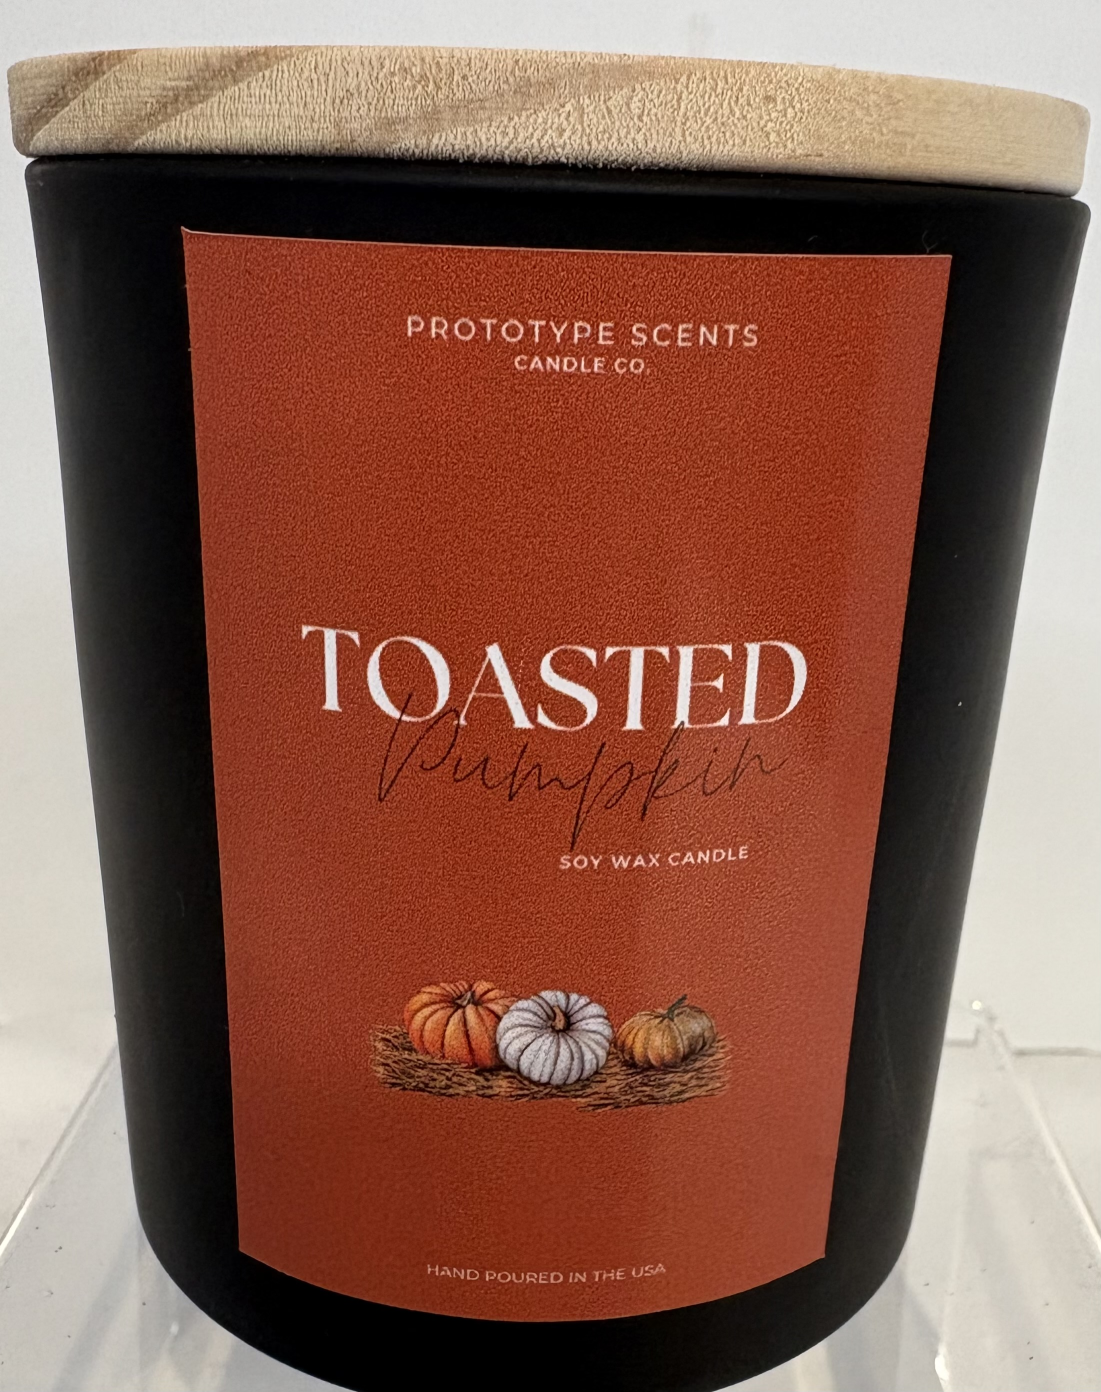 PROTOTYPE SCENTS
CANDLE CO.
TOASTED
Pumpkin
SOY WAX CANDLE
HAND POURED IN THE USA